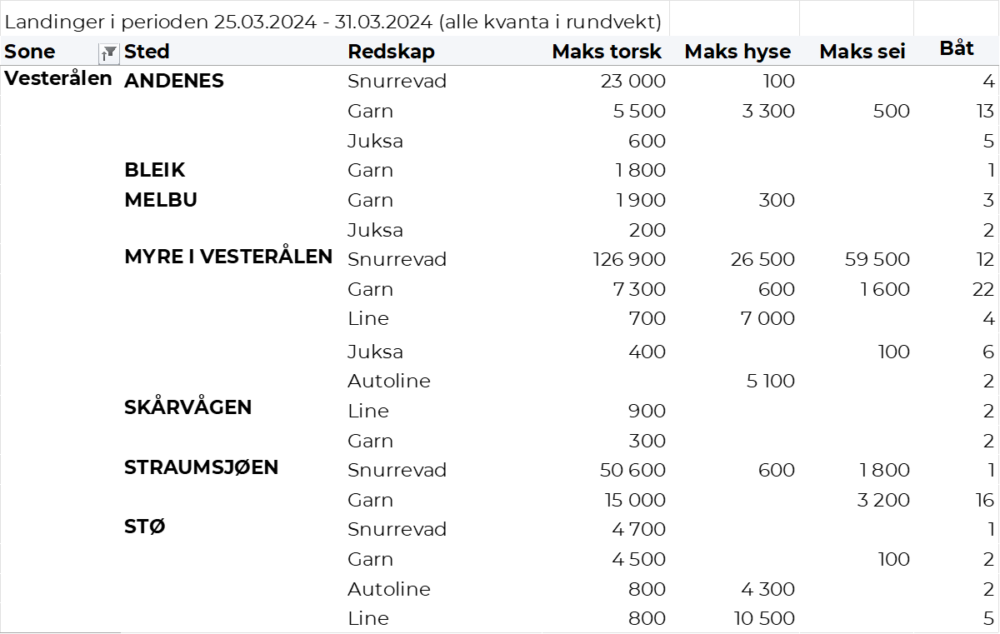 Landinger i perioden 25.03.2024 - 31.03.2024 (alle kvanta i rundvekt)
Sone Sted Redskap Maks torsk Maks hyse Maks sei Båt
Vesterålen ANDENES Snurrevad 23 000 100 4
Garn 5 500 3 300 500 13
Juksa 600 5
BLEIK Garn 1 800 1
MELBU Garn 1 900 300 3
Juksa 200 2
MYRE I VESTERÅLEN Snurrevad 126 900 26 500 59 500 12
Garn 7 300 600 1 600 22
Line 700 7 000 4
Juksa 400 100 6
Autoline 5 100 2
SKÅRVÅGEN Line 900 2
Garn 300 2
STRAUMSJØEN Snurrevad 50 600 600 1 800 1
Garn 15 000 3 200 16
STØ Snurrevad 4 700 1
Garn 4 500 100 2
Autoline 800 4 300 2
Line 800 10 500 5